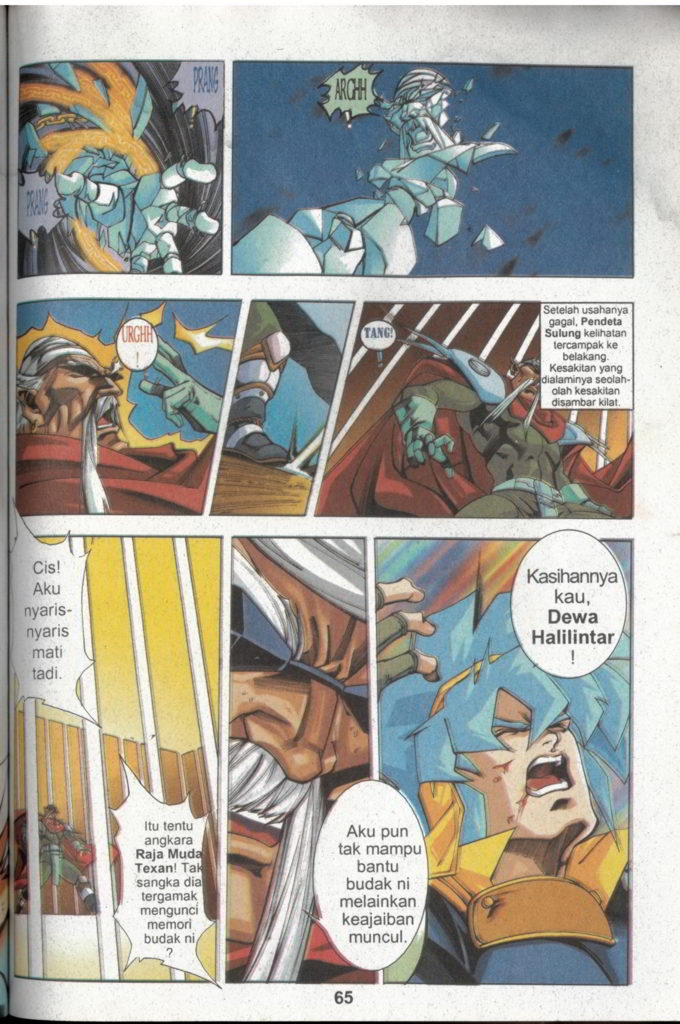 PRANG
PRANG
ARGHH
URGHH
!
TANG!
Setelah usahanya
gagal, Pendeta
Sulung kelihatan
tercampak ke
belakang.
Kesakitan yang
dialaminya seolah-
olah kesakitan
disambar kilat.
Cis!
Aku
nyaris-
nyaris
mati
tadi.
Itu tentu
angkara
Raja Muda
Texan! Tak
sangka dia
tergamak
mengunci
memori
budak ni
?
Aku pun
tak mampu
bantu
budak ni
melainkan
keajaiban
muncul.
Kasihannya
kau,
Dewa
Halilintar
!
65